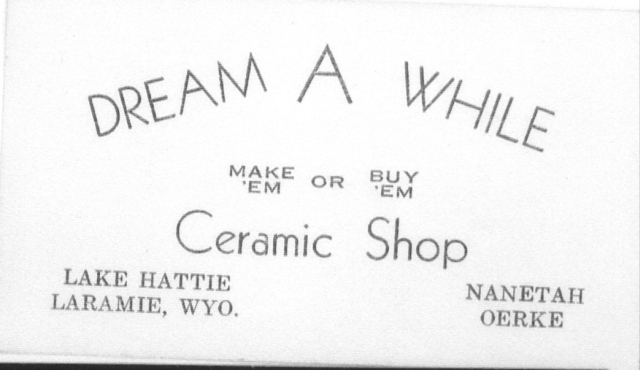 DREAM A WHILE
MAKE 'EM OR BUY 'EM
Ceramic Shop
LAKE HATTIE
LARAMIE, WYO.
NANETAH
OERKE